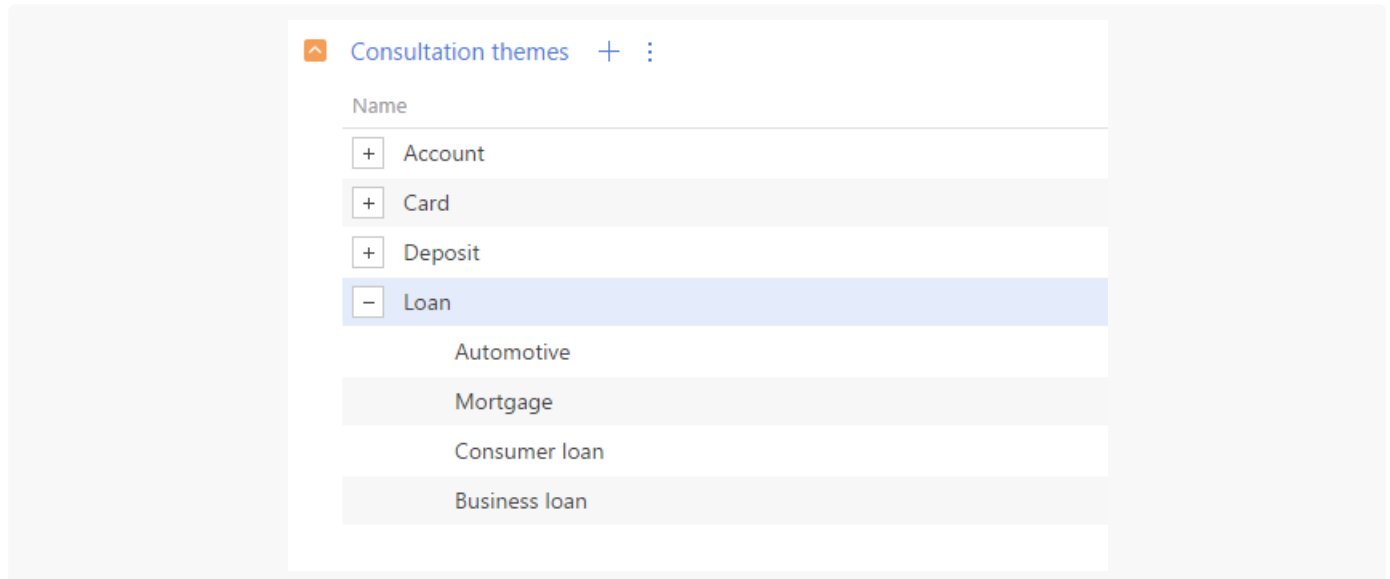 Consultation themes
Name
Account
Card
Deposit
Loan
Automotive
Mortgage
Consumer loan
Business loan